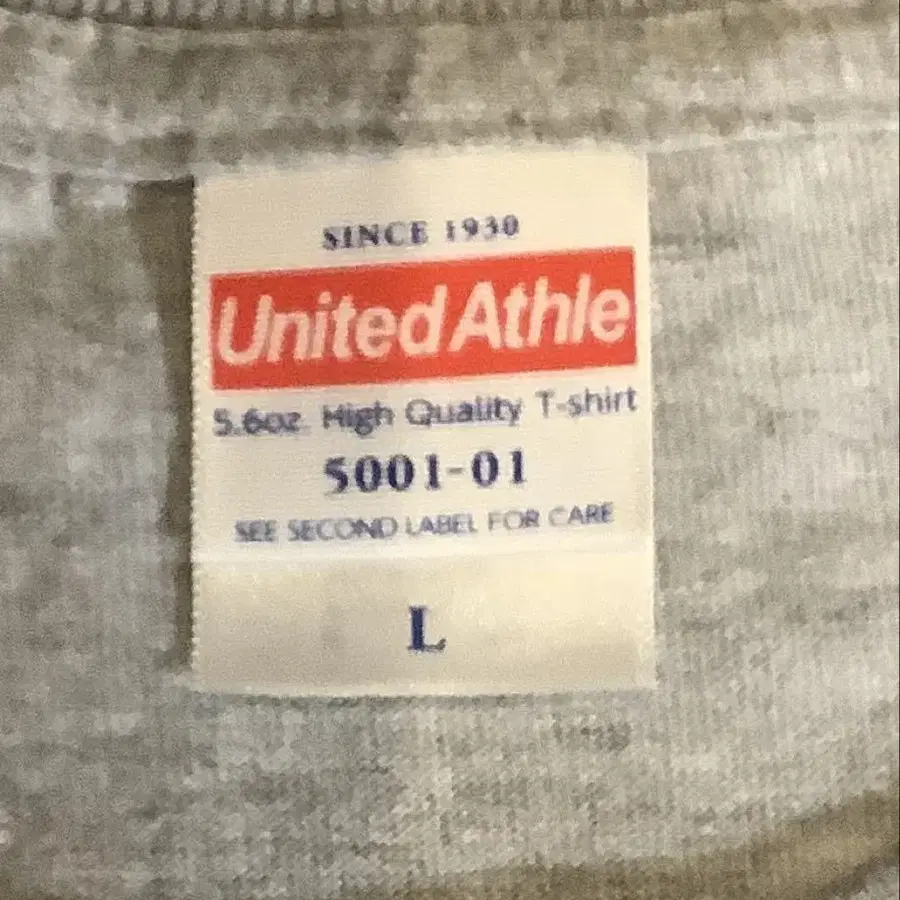 SINCE 1930
United Athle
5.6oz High Quality T-shirt
5001-01
SEE SECOND LABEL FOR CARE
L